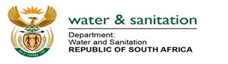 water & sanitation
Department:
Water and Sanitation
REPUBLIC OF SOUTH AFRICA